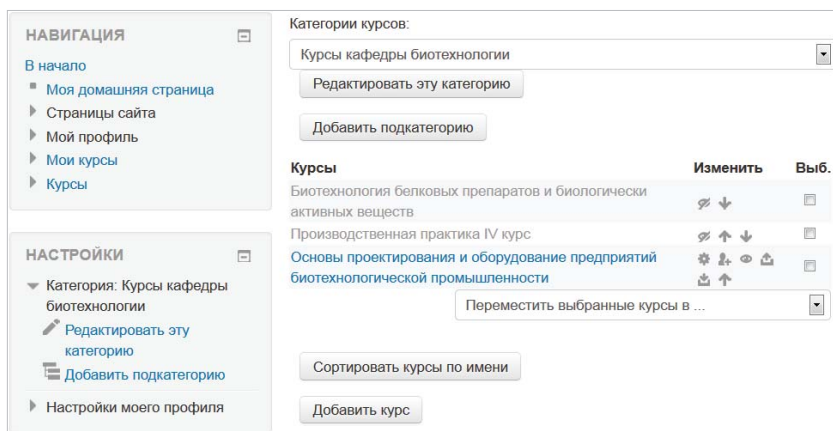 НАВИГАЦИЯ
В начало
Моя домашняя страница
Страницы сайта
Мой профиль
Мои курсы
Курсы
НАСТРОЙКИ
Категория: Курсы кафедры
биотехнологии
Редактировать эту
категорию
Добавить подкатегорию
Настройки моего профиля
Категории курсов:
Курсы кафедры биотехнологии
Редактировать эту категорию
Добавить подкатегорию
Курсы Изменить Выб.
Биотехнология белковых препаратов и биологически
активных веществ
Производственная практика IV курс
Основы проектирования и оборудование предприятий
биотехнологической промышленности
Переместить выбранные курсы в ...
Сортировать курсы по имени
Добавить курс